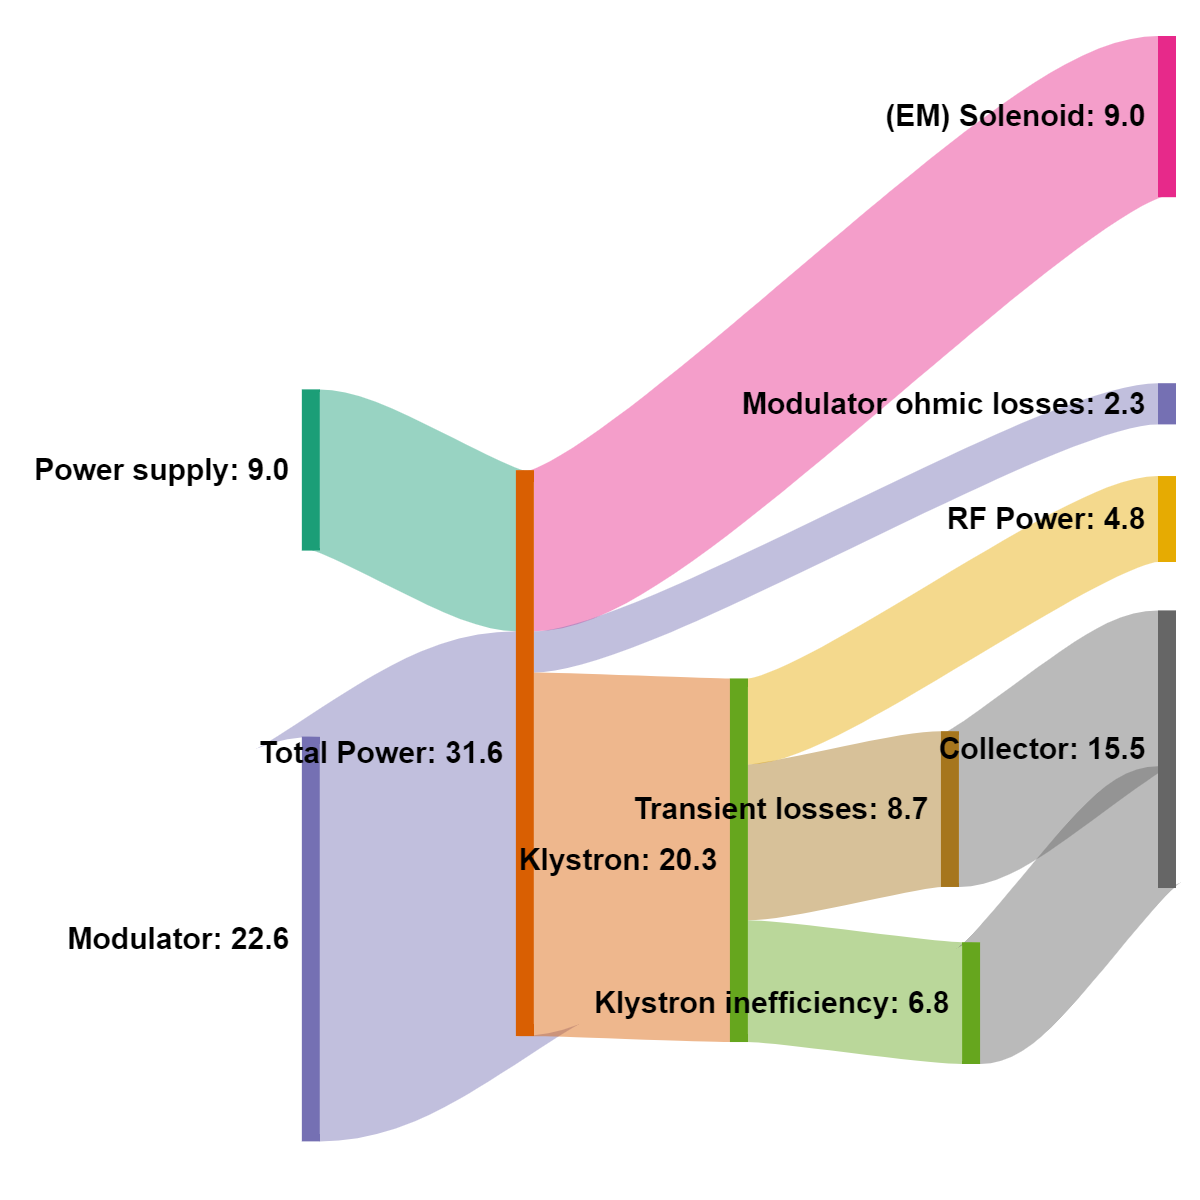 (EM) Solenoid: 9.0
Modulator ohmic losses: 2.3
Power supply: 9.0
RF Power: 4.8
Total Power: 31.6
Collector: 15.5
Transient losses: 8.7
Klystron: 20.3
Modulator: 22.6
Klystron inefficiency: 6.8